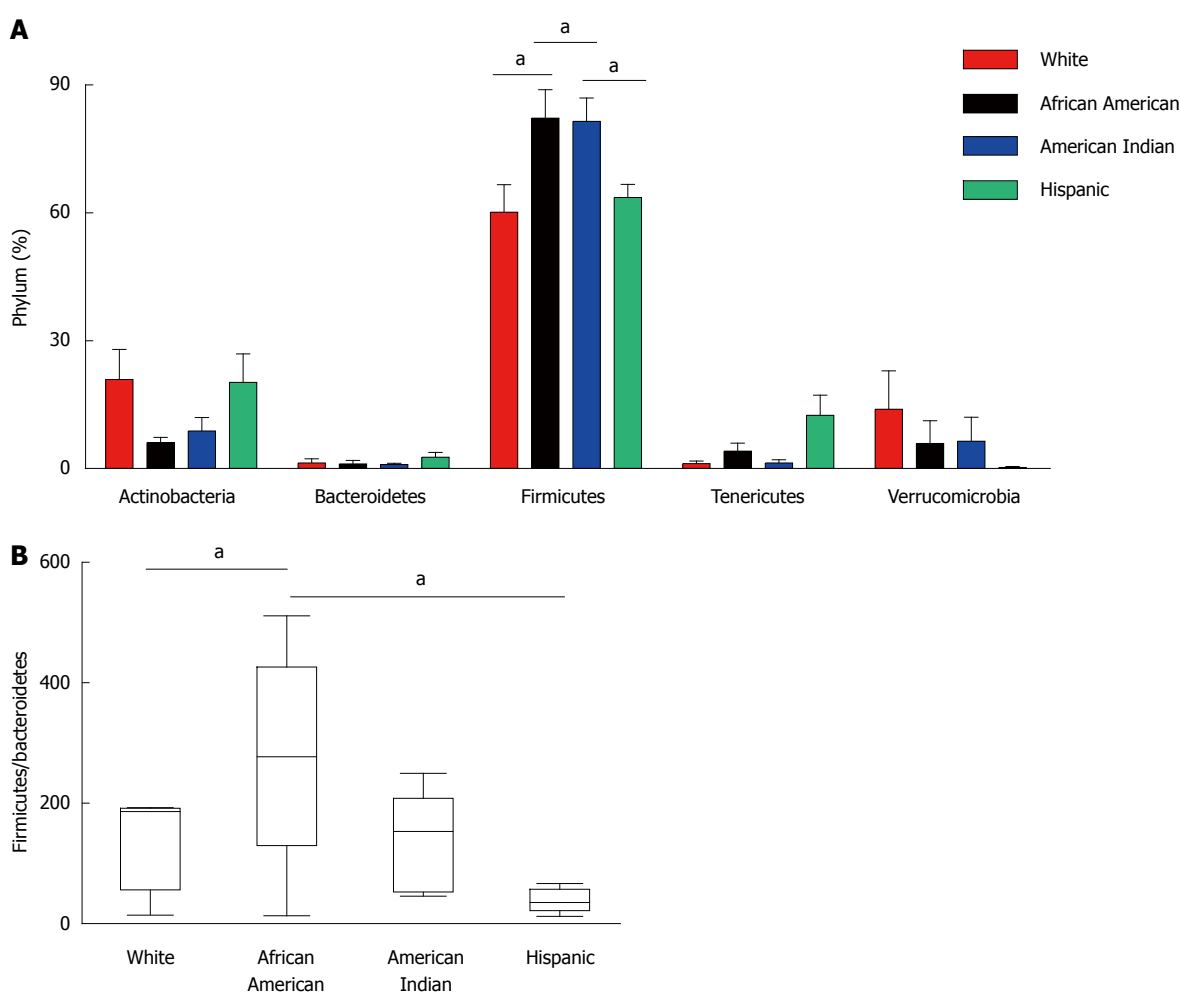 A
a
a
a
90
60
30
0
Phylum (%)
White
African American
American Indian
Hispanic
Actinobacteria
Bacteroidetes
Firmicutes
Tenericutes
Verrucomicrobia
B
600
400
200
0
Firmicutes/bacteroidetes
a
a
White
African
American
American
Indian
Hispanic